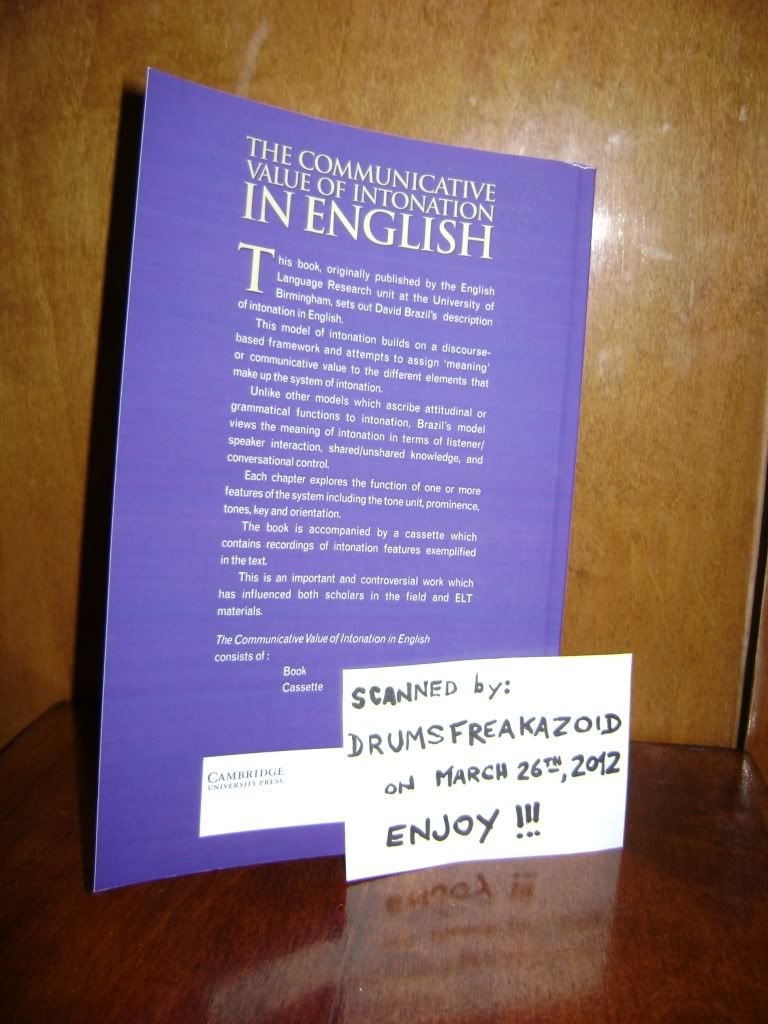 THE COMMUNICATIVE
VALUE OF INTONATION
IN ENGLISH
This book, originally published by the English
Language Research unit at the University of
Birmingham, sets out David Brazil's description
of intonation in English.
This model of intonation builds on a discourse-
based framework and attempts to assign 'meaning'
or communicative value to the different elements that
make up the system of intonation.
Unlike other models which ascribe attitudinal or
grammatical functions to intonation, Brazil's model
views the meaning of intonation in terms of listener/
speaker interaction, shared/unshared knowledge, and
conversational control.
Each chapter explores the function of one or more
features of the system including the tone unit, prominence,
tones, key and orientation.
The book is accompanied by a cassette which
contains recordings of intonation features exemplified
in the text.
This is an important and controversial work which
has influenced both scholars in the field and ELT
materials.
The Communicative Value of Intonation in English
consists of :
Book
Cassette
CAMBRIDGE
UNIVERSITY PRESS
SCANNED by:
DRUMSFREAKAZOID
ON MARCH 26TH, 2012
ENJOY !!!